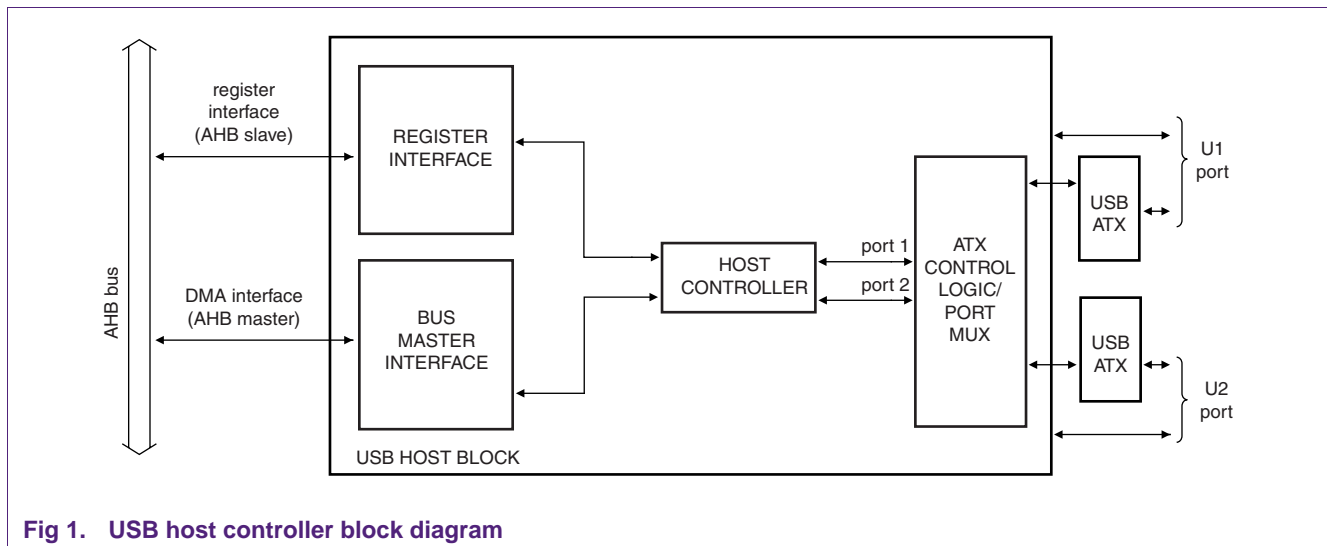 AHB bus
register
interface
(AHB slave)
DMA interface
(AHB master)
REGISTER
INTERFACE
BUS
MASTER
INTERFACE
USB HOST BLOCK
HOST
CONTROLLER
port 1
port 2
ATX
CONTROL
LOGIC/
PORT
MUX
USB
ATX
U1
port
USB
ATX
U2
port
Fig 1. USB host controller block diagram